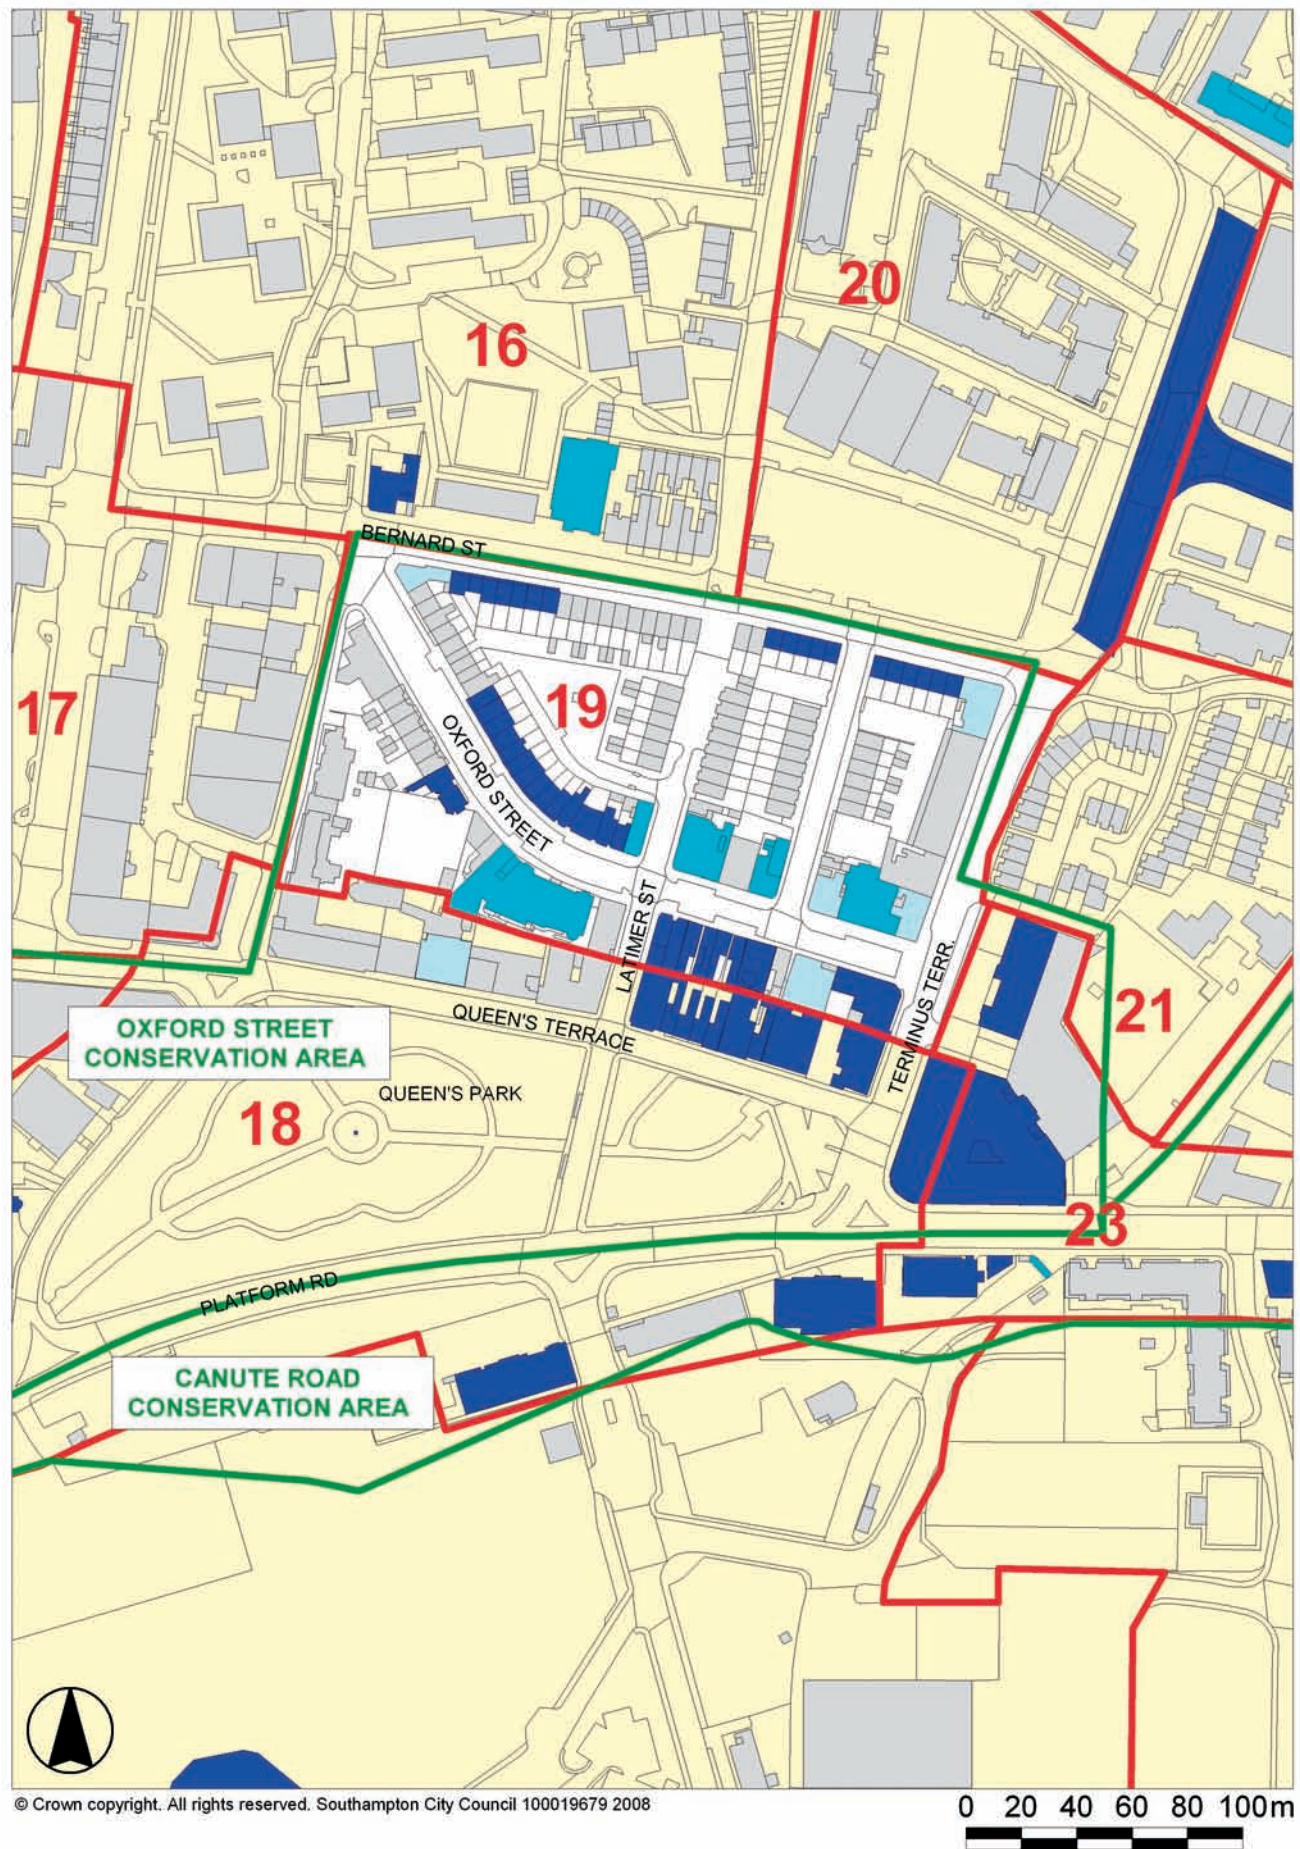 20
16
BERNARD ST
17
19
OXFORD STREET
LATIMER ST
TERMINUS TERR.
21
QUEEN'S TERRACE
OXFORD STREET
CONSERVATION AREA
QUEEN'S PARK
18
23
PLATFORM RD
CANUTE ROAD
CONSERVATION AREA
© Crown copyright. All rights reserved. Southampton City Council 100019679 2008
0 20 40 60 80 100m